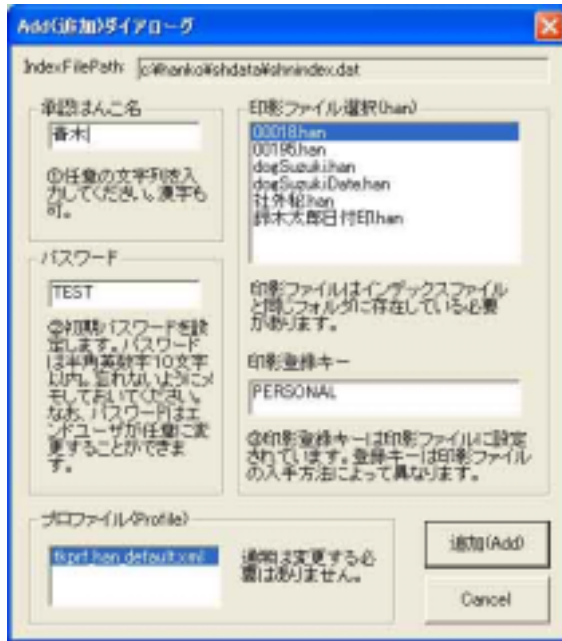 Add(追加)ダイアローグ
IndexFilePath: c:¥hanko¥shdata¥shnindex.dat
承認はんこ名
青木
①任意の文字列を入
力してください。漢字も
可。
パスワード
TEST
②初期パスワードを設
定します。パスワード
は半角英数字10文字
以内。忘れないようにメ
モしておいてください。
なお、パスワードはエ
ンドユーザが任意に変
更することができま
す。
印影ファイル選択(han)
00018.han
00195.han
dogSuzuki.han
dogSuzukiDate.han
社外秘.han
鈴木太郎日付印.han
印影ファイルはインデックスファイル
と同じフォルダに存在している必要
があります。
印影登録キー
PERSONAL
③印影登録キーは印影ファイルに設定
されています。登録キーは印影ファイル
の入手方法によって異なります。
プロファイル(Profile)
tkprf_han_default.xml
通常は変更する必
要はありません。
追加(Add)
Cancel